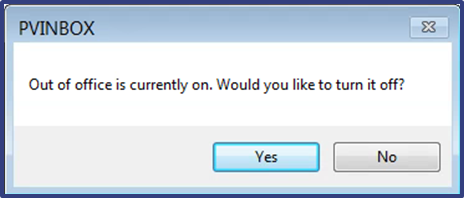 PVINBOX
Out of office is currently on. Would you like to turn it off?
Yes
No